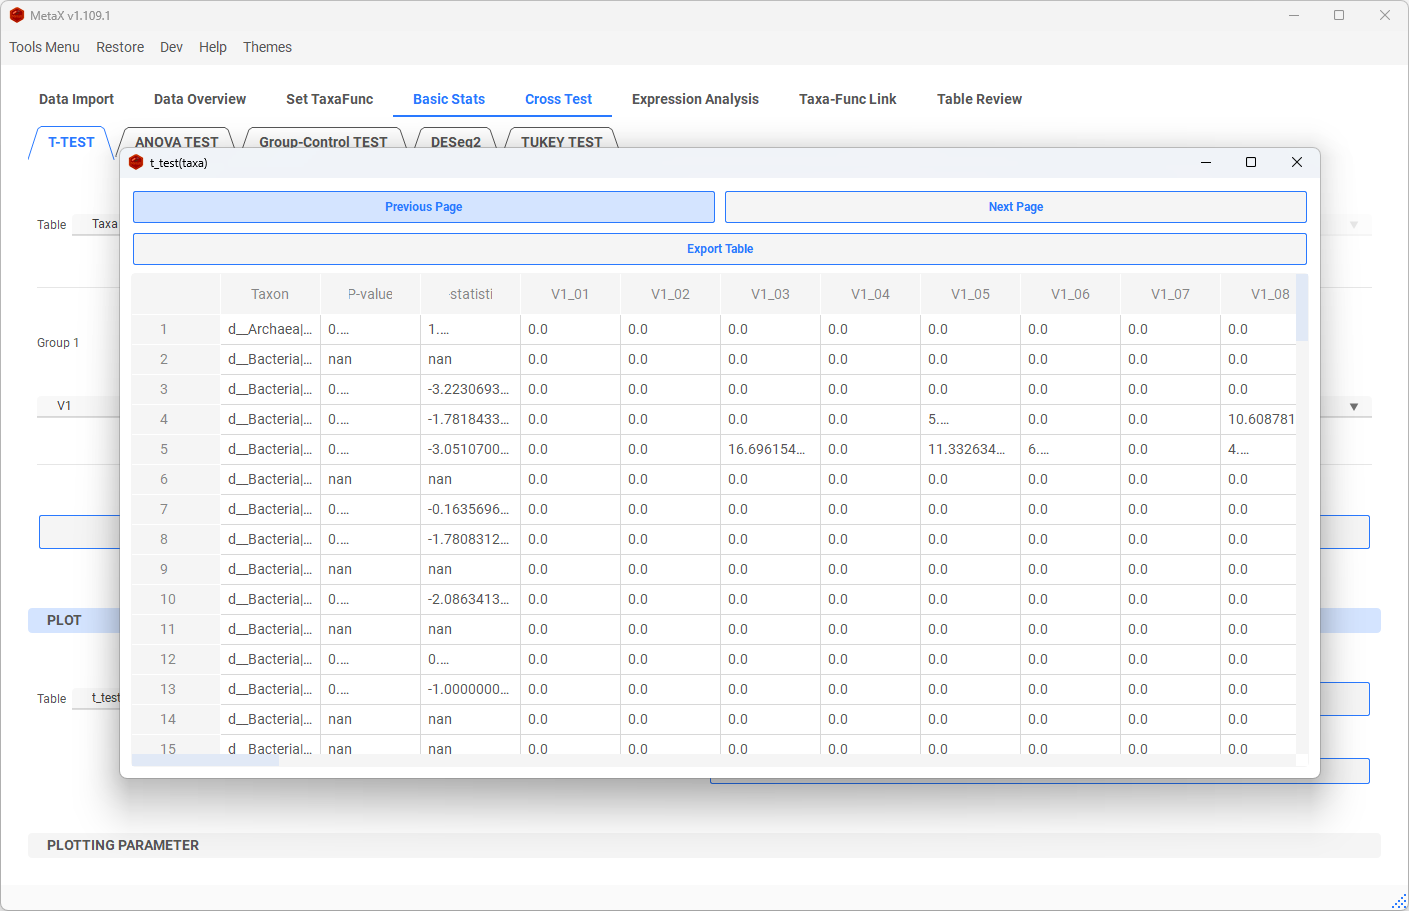 MetaX v1.109.1
Tools Menu Restore Dev Help Themes
Data Import Data Overview Set TaxaFunc Basic Stats Cross Test Expression Analysis Taxa-Func Link Table Review
T-TEST ANOVA TEST Group-Control TEST DESeq2 TUKEY TEST
t_test(taxa)
Previous Page Next Page
Table Taxa
Export Table
Taxon P-value statisti V1_01 V1_02 V1_03 V1_04 V1_05 V1_06 V1_07 V1_08
1 d__Archaea|... 0.... 1.... 0.0 0.0 0.0 0.0 0.0 0.0 0.0 0.0
Group 1
2 d__Bacteria|... nan nan 0.0 0.0 0.0 0.0 0.0 0.0 0.0 0.0
3 d__Bacteria|... 0.... -3.2230693... 0.0 0.0 0.0 0.0 0.0 0.0 0.0 0.0
V1
4 d__Bacteria|... 0.... -1.7818433... 0.0 0.0 0.0 0.0 5.... 0.0 0.0 10.608781
5 d__Bacteria|... 0.... -3.0510700... 0.0 0.0 16.696154... 0.0 11.332634... 6.... 0.0 4....
6 d__Bacteria|... nan nan 0.0 0.0 0.0 0.0 0.0 0.0 0.0 0.0
7 d__Bacteria|... 0.... -0.1635696... 0.0 0.0 0.0 0.0 0.0 0.0 0.0 0.0
8 d__Bacteria|... 0.... -1.7808312... 0.0 0.0 0.0 0.0 0.0 0.0 0.0 0.0
9 d__Bacteria|... nan nan 0.0 0.0 0.0 0.0 0.0 0.0 0.0 0.0
10 d__Bacteria|... 0.... -2.0863413... 0.0 0.0 0.0 0.0 0.0 0.0 0.0 0.0
PLOT
11 d__Bacteria|... nan nan 0.0 0.0 0.0 0.0 0.0 0.0 0.0 0.0
12 d__Bacteria|... 0.... 0.... 0.0 0.0 0.0 0.0 0.0 0.0 0.0 0.0
13 d__Bacteria|... 0.... -1.0000000... 0.0 0.0 0.0 0.0 0.0 0.0 0.0 0.0
Table t_test
14 d__Bacteria|... nan nan 0.0 0.0 0.0 0.0 0.0 0.0 0.0 0.0
15 d__Bacteria|... nan nan 0.0 0.0 0.0 0.0 0.0 0.0 0.0 0.0
PLOTTING PARAMETER